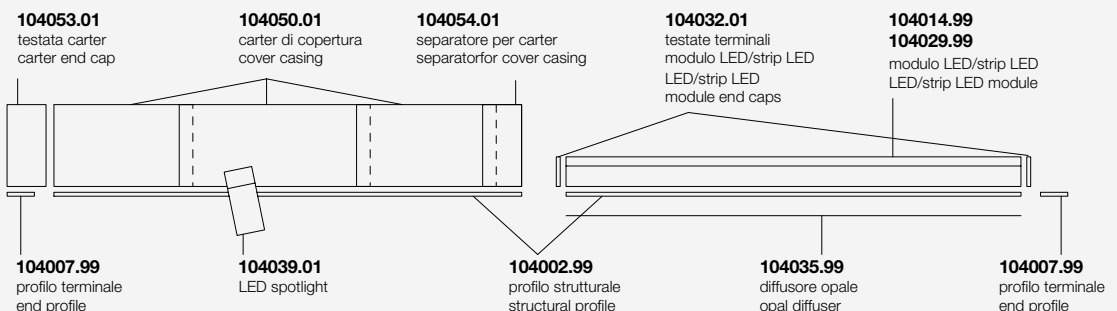 104053.01
testata carter
carter end cap
104050.01
carter di copertura
cover casing
104054.01
separatore per carter
separatorfor cover casing
104032.01
testate terminali
modulo LED/strip LED
LED/strip LED
module end caps
104014.99
104029.99
modulo LED/strip LED
LED/strip LED module
104007.99
profilo terminale
end profile
104039.01
LED spotlight
104002.99
profilo strutturale
structural profile
104035.99
diffusore opale
opal diffuser
104007.99
profilo terminale
end profile